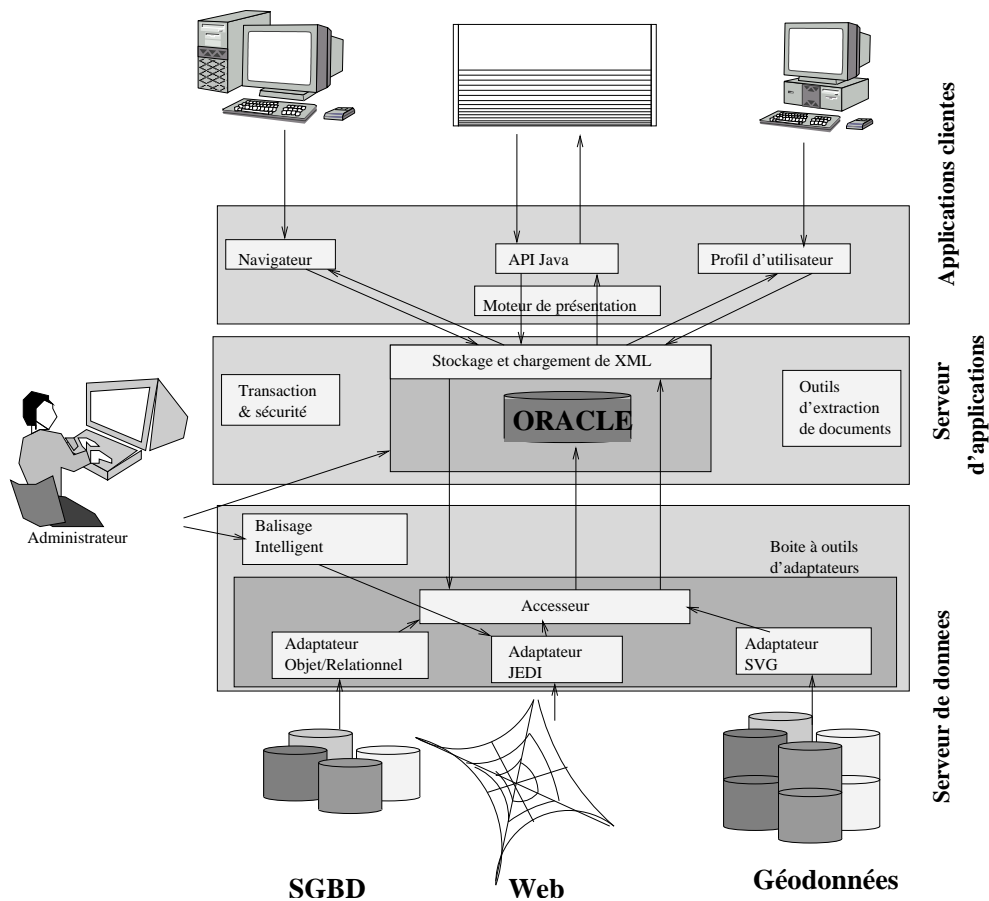 Applications clientes
Navigateur
API Java
Profil d'utilisateur
Moteur de présentation
Serveur
d'applications
Stockage et chargement de XML
Transaction
& sécurité
ORACLE
Outils
d'extraction
de documents
Administrateur
Balisage
Intelligent
Boite à outils
d'adaptateurs
Serveur de donnees
Accesseur
Adaptateur
Objet/Relationnel
Adaptateur
JEDI
Adaptateur
SVG
SGBD
Web
Géodonnées